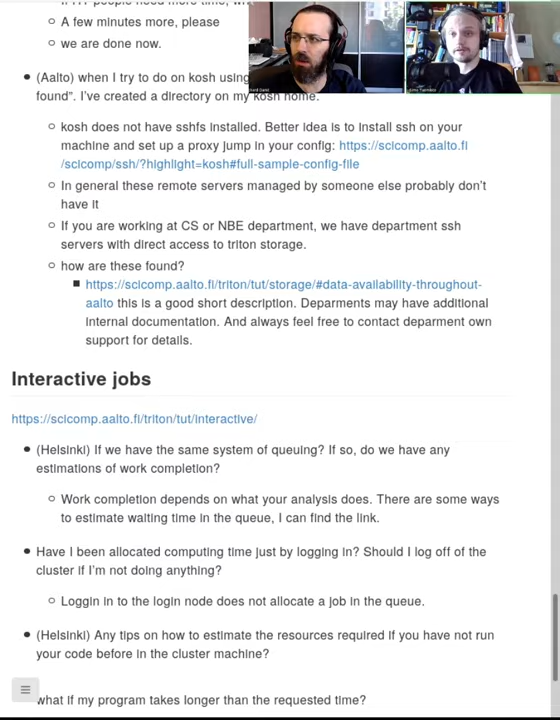 A few minutes more, please
we are done now.
(Aalto) when I try to do on kosh using
found". I've created a directory on my kosh home.
kosh does not have sshfs installed. Better idea is to install ssh on your
machine and set up a proxy jump in your config: https://scicomp.aalto.fi
/scicomp/ssh/?highlight=kosh#full-sample-config-file
In general these remote servers managed by someone else probably don't
have it
If you are working at CS or NBE department, we have department ssh
servers with direct access to triton storage.
how are these found?
https://scicomp.aalto.fi/triton/tut/storage/#data-availability-throughout-
aalto this is a good short description. Deparments may have additional
internal documentation. And always feel free to contact deparment own
support for details.
Interactive jobs
https://scicomp.aalto.fi/triton/tut/interactive/
(Helsinki) If we have the same system of queuing? If so, do we have any
estimations of work completion?
Work completion depends on what your analysis does. There are some ways
to estimate waiting time in the queue, I can find the link.
Have I been allocated computing time just by logging in? Should I log off of the
cluster if I'm not doing anything?
Loggin in to the login node does not allocate a job in the queue.
(Helsinki) Any tips on how to estimate the resources required if you have not run
your code before in the cluster machine?
what if my program takes longer than the requested time?